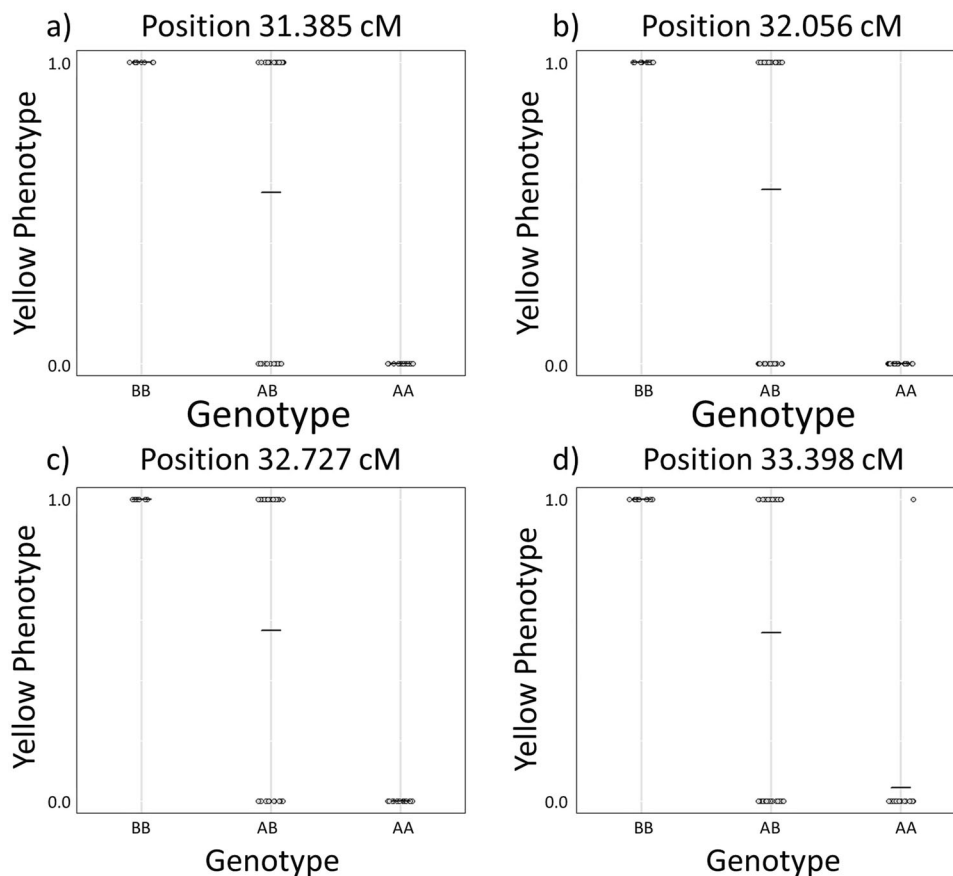 a) Position 31.385 cM
Yellow Phenotype
1.0
0.0
BB AB AA
Genotype
b) Position 32.056 cM
Yellow Phenotype
1.0
0.0
BB AB AA
Genotype
c) Position 32.727 cM
Yellow Phenotype
1.0
0.0
BB AB AA
Genotype
d) Position 33.398 cM
Yellow Phenotype
1.0
0.0
BB AB AA
Genotype